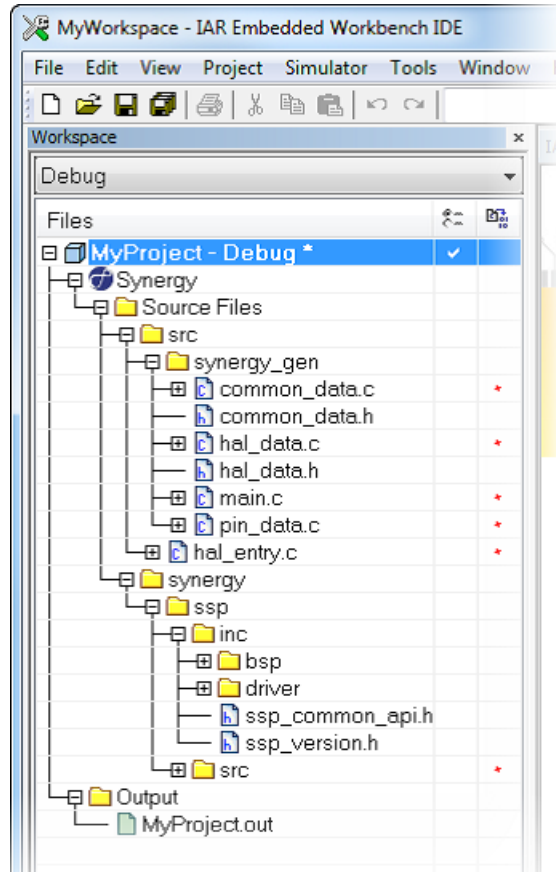 MyWorkspace - IAR Embedded Workbench IDE
File Edit View Project Simulator Tools Window
Workspace
Debug
Files
MyProject - Debug *
Synergy
Source Files
src
synergy_gen
common_data.c
common_data.h
hal_data.c
hal_data.h
main.c
pin_data.c
hal_entry.c
synergy
ssp
inc
bsp
driver
ssp_common_api.h
ssp_version.h
src
Output
MyProject.out